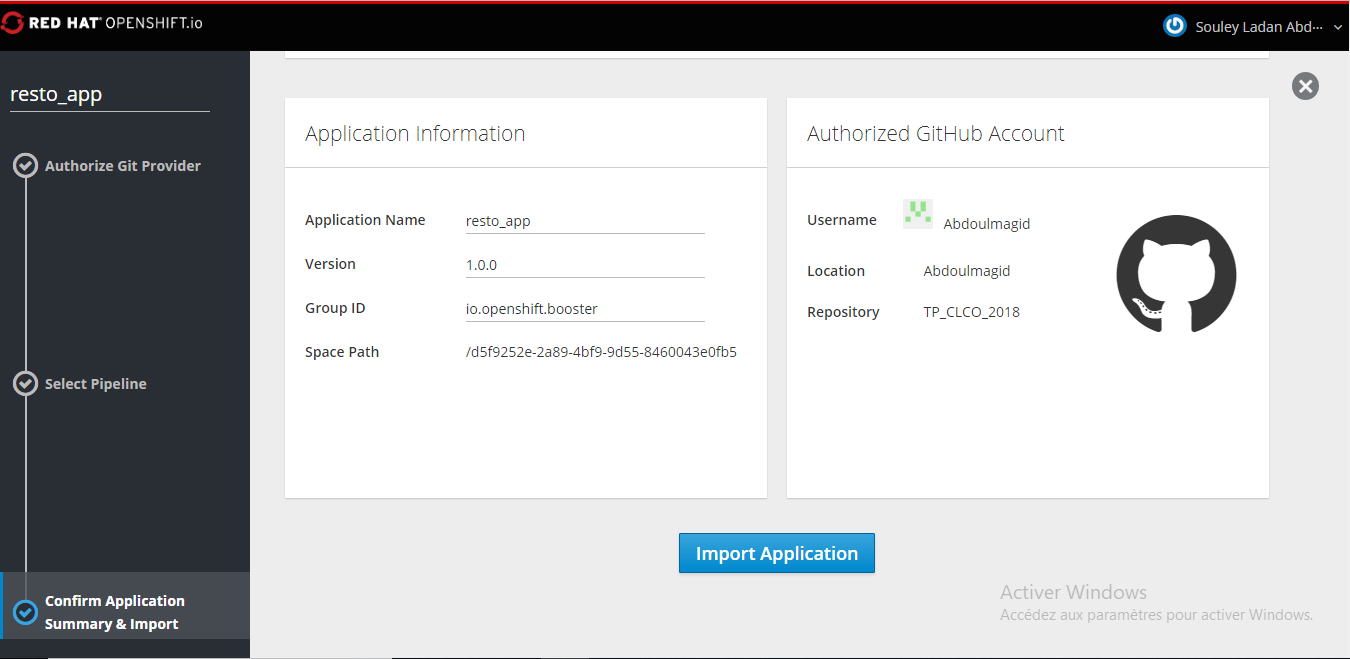 RED HAT® OPENSHIFT.io
Souley Ladan Abd···
resto_app
Authorize Git Provider
Select Pipeline
Confirm Application
Summary & Import
Application Information
Application Name resto_app
Version 1.0.0
Group ID io.openshift.booster
Space Path /d5f9252e-2a89-4bf9-9d55-8460043e0fb5
Authorized GitHub Account
Username Abdoulmagid
Location Abdoulmagid
Repository TP_CLCO_2018
Import Application
Activer Windows
Accédez aux paramètres pour activer Windows.